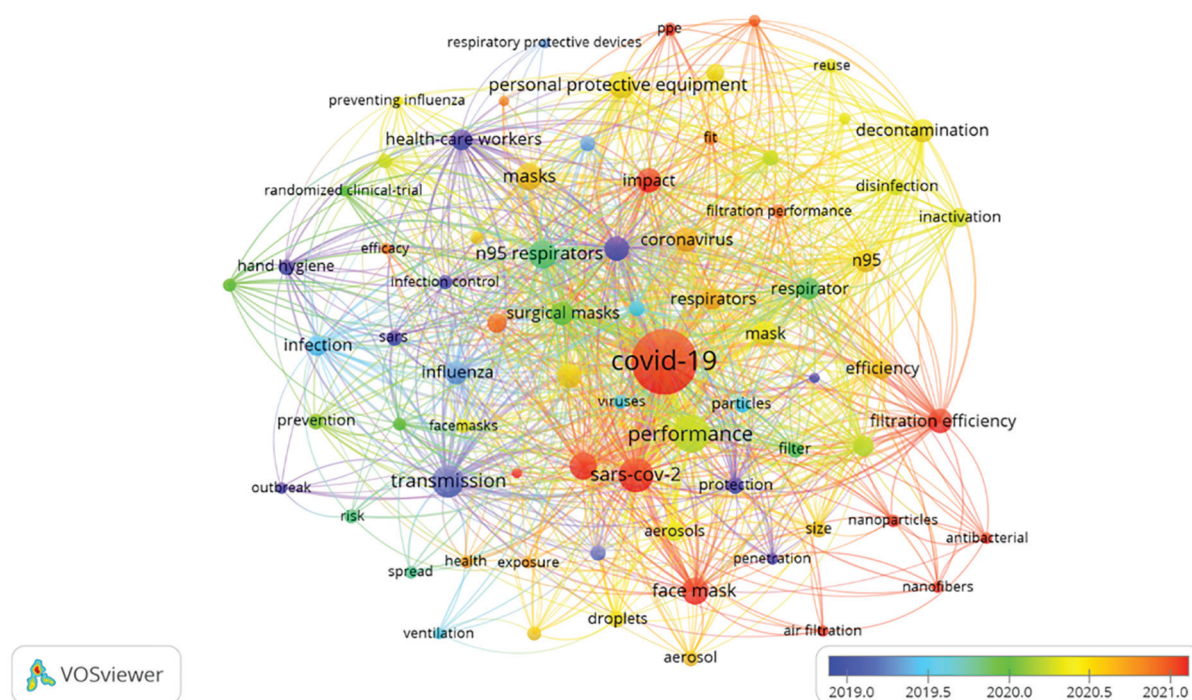 ppe
respiratory protective devices
reuse
personal protective equipment
preventing influenza
decontamination
health-care workers
fit
masks
impact
disinfection
randomized clinical-trial
filtration performance
inactivation
coronavirus
efficacy
n95 respirators
n95
hand hygiene
infection control
respirator
respirators
surgical masks
mask
sars
infection
covid-19
influenza
efficiency
viruses
particles
prevention
facemasks
filtration efficiency
performance
filter
sars-cov-2
transmission
protection
outbreak
risk
nanoparticles
size
aerosols
antibacterial
penetration
health
exposure
spread
nanofibers
face mask
droplets
air filtration
ventilation
aerosol
VOSviewer
2019.0 2019.5 2020.0 2020.5 2021.0